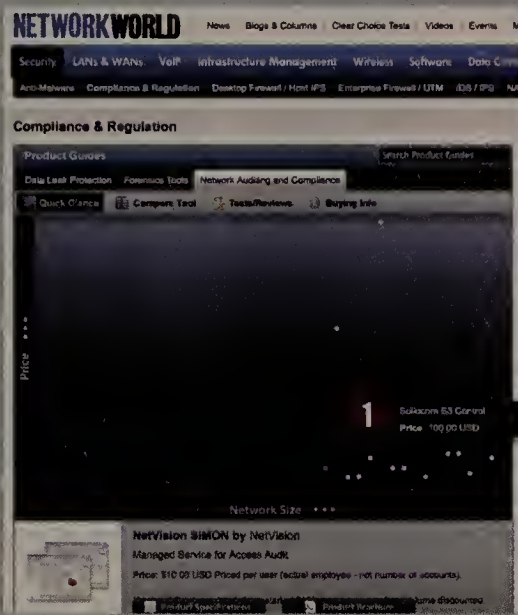 NETWORKWORLD
News Blogs & Columns Clear Choice Tests Videos Events
Security LANs & WANs VoIP Infrastructure Management Wireless Software Data
Anti-Malware Compliance & Regulation Desktop Firewall / Host IPS Enterprise Firewall / UTM IDS / IPS
Compliance & Regulation
Product Guides
Search Product Guides
Data Leak Protection Forensics Tools Network Auditing and Compliance
Quick Glance Compare Tool Tests/Reviews Buying Info
Price
1
Control
Price 100.00 USD
Network Size
NetVision SIMON by NetVision
Managed Service for Access Audit
Price: $10.00 USD Priced per user (actual employee - not number of accounts).
discounted
Product Specifications
Product Brochure